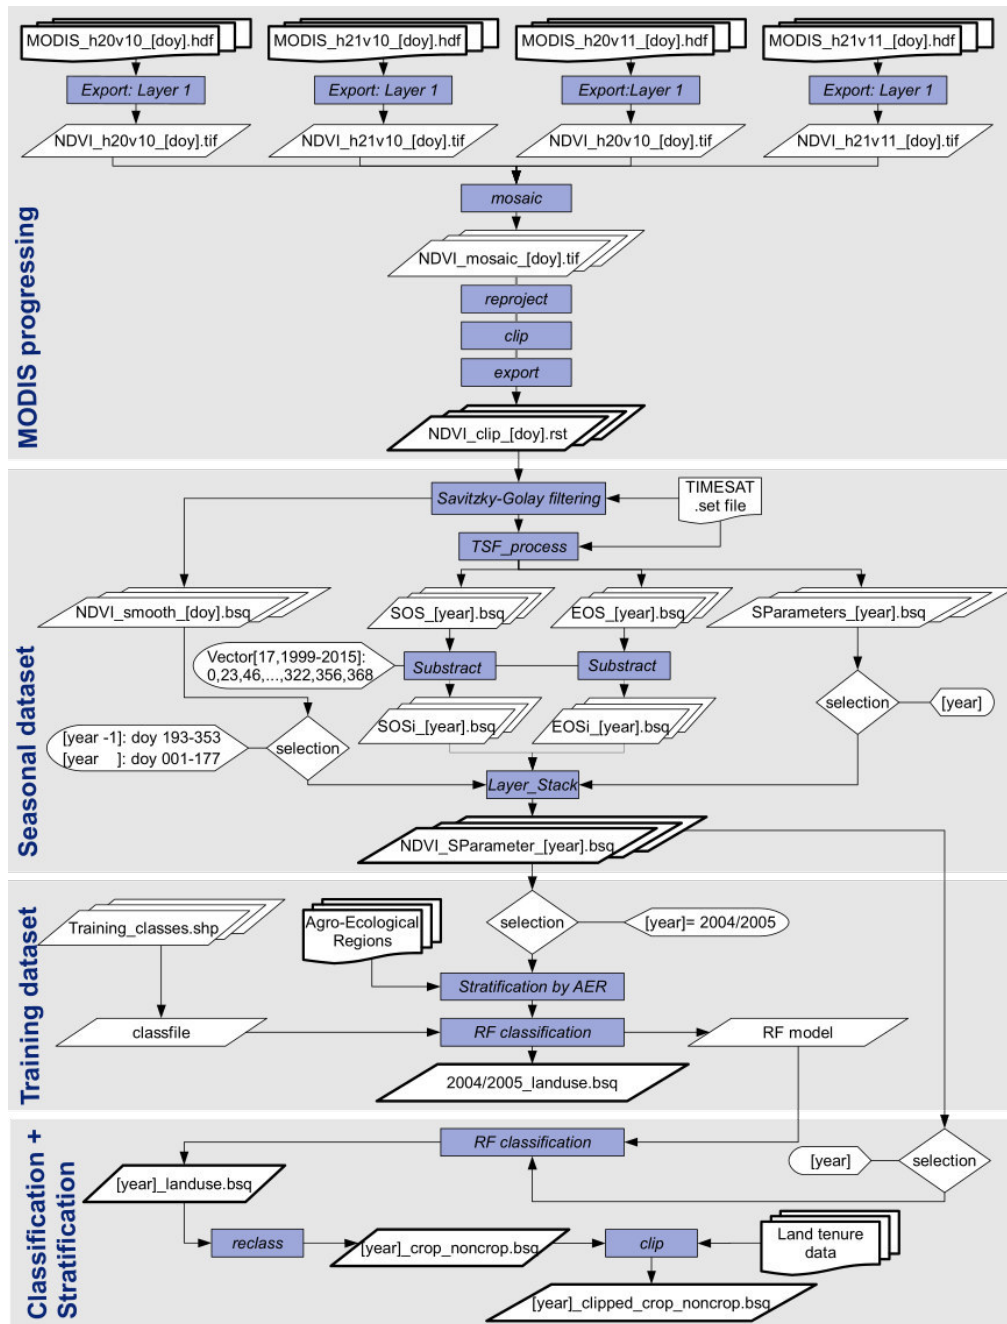 MODIS_h20v10_[doy].hdf
MODIS_h21v10_[doy].hdf
MODIS_h20v11_[doy].hdf
MODIS_h21v11_[doy].hdf
Export: Layer 1
Export: Layer 1
Export:Layer 1
Export: Layer 1
NDVI_h20v10_[doy].tif
NDVI_h21v10_[doy].tif
NDVI_h20v10_[doy].tif
NDVI_h21v11_[doy].tif
MODIS progressing
mosaic
NDVI_mosaic_[doy].tif
reproject
clip
export
NDVI_clip_[doy].rst
Seasonal dataset
Savitzky-Golay filtering
TIMESAT
.set file
TSF_process
NDVI_smooth_[doy].bsq
SOS_[year].bsq
EOS_[year].bsq
SParameters_[year].bsq
Vector[17,1999-2015]:
0,23,46,...,322,356,368
Substract
Substract
selection
[year]
SOSi_[year].bsq
EOSi_[year].bsq
[year -1]: doy 193-353
[year ]: doy 001-177
selection
Layer_Stack
NDVI_SParameter_[year].bsq
Training dataset
Training_classes.shp
Agro-Ecological
Regions
selection
[year]= 2004/2005
Stratification by AER
classfile
RF classification
RF model
2004/2005_landuse.bsq
Classification +
Stratification
RF classification
[year]
selection
[year]_landuse.bsq
reclass
[year]_crop_noncrop.bsq
clip
Land tenure
data
[year]_clipped_crop_noncrop.bsq